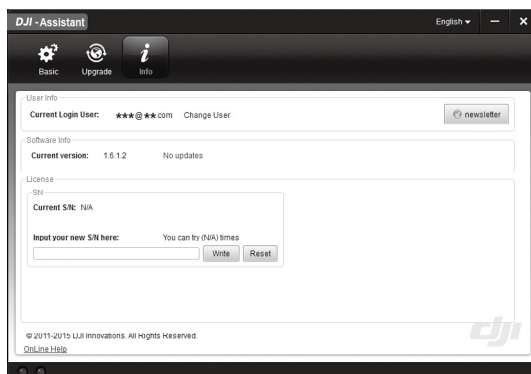 DJI - Assistant
English
Basic Upgrade Info
User Info
Current Login User: ★★★@★★.com Change User
newsletter
Software Info
Current version: 1.6.1.2 No updates
License
SN
Current S/N: N/A
Input your new S/N here: You can try (N/A) times
Write Reset
© 2011-2015 DJI Innovations. All Rights Reserved.
OnLine Help
dji